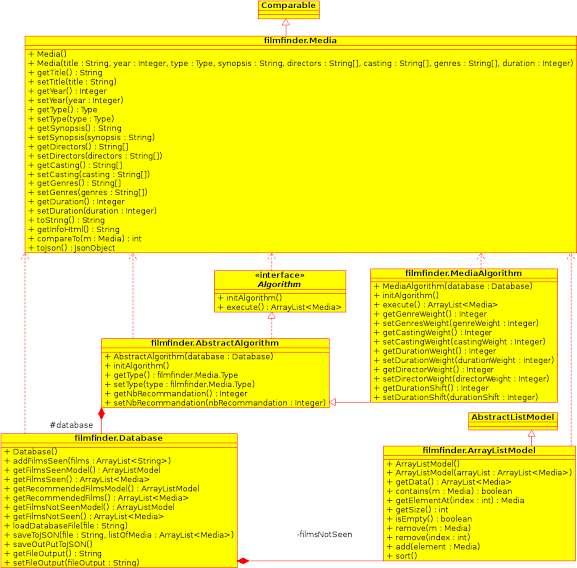 Comparable
filmfinder.Media
+ Media()
+ Media(title : String, year : Integer, type : Type, synopsis : String, directors : String[], casting : String[], genres : String[], duration : Integer)
+ getTitle() : String
+ setTitle(title : String)
+ getYear() : Integer
+ setYear(year : Integer)
+ getType() : Type
+ setType(type : Type)
+ getSynopsis() : String
+ setSynopsis(synopsis : String)
+ getDirectors() : String[]
+ setDirectors(directors : String[])
+ getCasting() : String[]
+ setCasting(casting : String[])
+ getGenres() : String[]
+ setGenres(genres : String[])
+ getDuration() : Integer
+ setDuration(duration : Integer)
+ toString() : String
+ getInfoHtml() : String
+ compareTo(m : Media) : int
+ toJson() : JsonObject
«interface»
Algorithm
+ initAlgorithm()
+ execute() : ArrayList<Media>
filmfinder.MediaAlgorithm
+ MediaAlgorithm(database : Database)
+ initAlgorithm()
+ execute() : ArrayList<Media>
+ getGenreWeight() : Integer
+ setGenresWeight(genreWeight : Integer)
+ getCastingWeight() : Integer
+ setCastingWeight(castingWeight : Integer)
+ getDurationWeight() : Integer
+ setDurationWeight(durationWeight : Integer)
+ getDirectorWeight() : Integer
+ setDirectorWeight(directorWeight : Integer)
+ getDurationShift() : Integer
+ setDurationShift(durationShift : Integer)
filmfinder.AbstractAlgorithm
+ AbstractAlgorithm(database : Database)
+ initAlgorithm()
+ getType() : filmfinder.Media.Type
+ setType(type : filmfinder.Media.Type)
+ getNbRecommandation() : Integer
+ setNbRecommandation(nbRecommandation : Integer)
#database
AbstractListModel
filmfinder.Database
+ Database()
+ addFilmsSeen(films : ArrayList<String>)
+ getFilmsSeenModel() : ArrayListModel
+ getFilmsSeen() : ArrayList<Media>
+ getRecommendedFilmsModel() : ArrayListModel
+ getRecommendedFilms() : ArrayList<Media>
+ getFilmsNotSeenModel() : ArrayListModel
+ getFilmsNotSeen() : ArrayList<Media>
+ loadDatabaseFile(file : String)
+ saveToJSON(file : String, listOfMedia : ArrayList<Media>)
+ saveOutPutToJSON()
+ getFileOutput() : String
+ setFileOutput(fileOutput : String)
filmfinder.ArrayListModel
+ ArrayListModel()
+ ArrayListModel(arrayList : ArrayList<Media>)
+ getData() : ArrayList<Media>
+ contains(m : Media) : boolean
+ getElementAt(index : int) : Media
+ getSize() : int
+ isEmpty() : boolean
+ remove(m : Media)
+ remove(index : int)
+ add(element : Media)
+ sort()
-filmsNotSeen